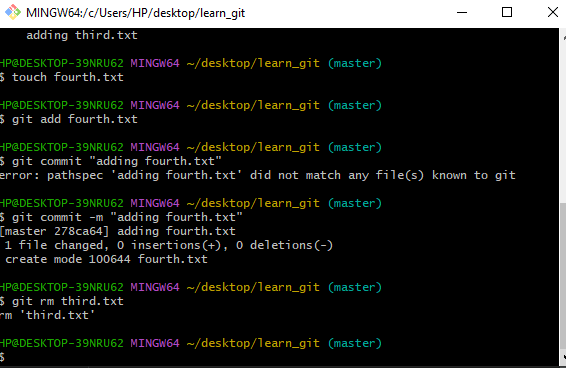 MINGW64:/c/Users/HP/desktop/learn_git
adding third.txt
HP@DESKTOP-39NRU62 MINGW64 ~/desktop/learn_git (master)
$ touch fourth.txt
HP@DESKTOP-39NRU62 MINGW64 ~/desktop/learn_git (master)
$ git add fourth.txt
HP@DESKTOP-39NRU62 MINGW64 ~/desktop/learn_git (master)
$ git commit "adding fourth.txt"
error: pathspec 'adding fourth.txt' did not match any file(s) known to git
HP@DESKTOP-39NRU62 MINGW64 ~/desktop/learn_git (master)
$ git commit -m "adding fourth.txt"
[master 278ca64] adding fourth.txt
1 file changed, 0 insertions(+), 0 deletions(-)
create mode 100644 fourth.txt
HP@DESKTOP-39NRU62 MINGW64 ~/desktop/learn_git (master)
$ git rm third.txt
rm 'third.txt'
HP@DESKTOP-39NRU62 MINGW64 ~/desktop/learn_git (master)
$